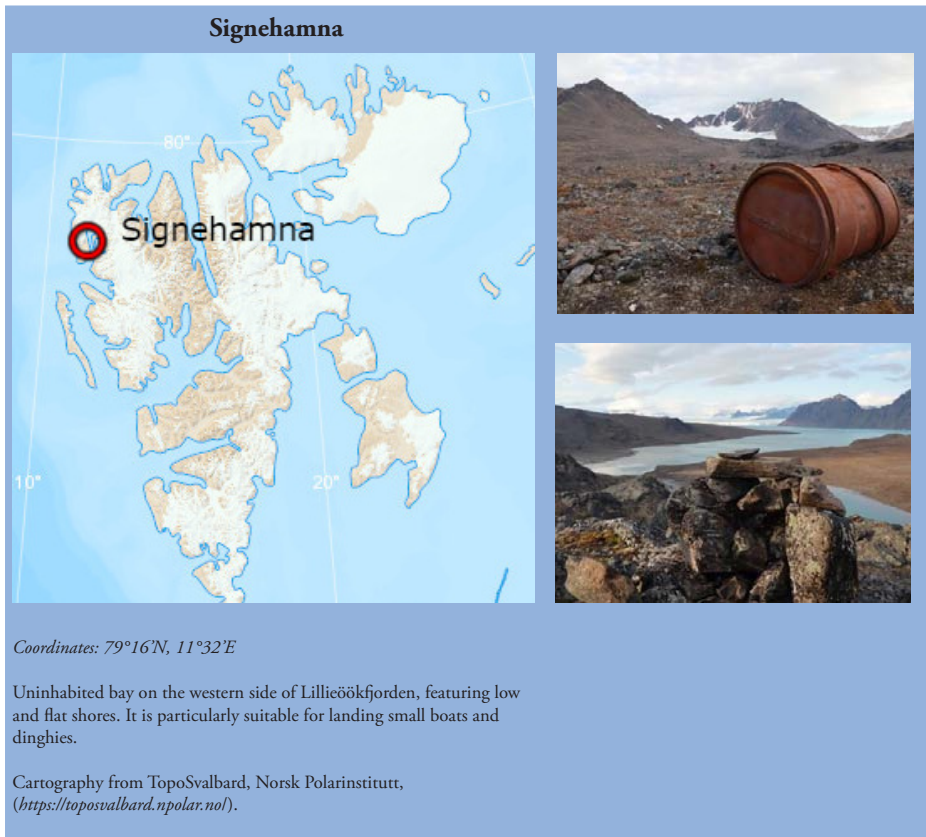 Signehamna
80°
Signehamna
10°
20°
Coordinates: 79°16’N, 11°32’E
Uninhabited bay on the western side of Lillieöökfjorden, featuring low
and flat shores. It is particularly suitable for landing small boats and
dinghies.
Cartography from TopoSvalbard, Norsk Polarinstitutt,
(https://toposvalbard.npolar.no/).